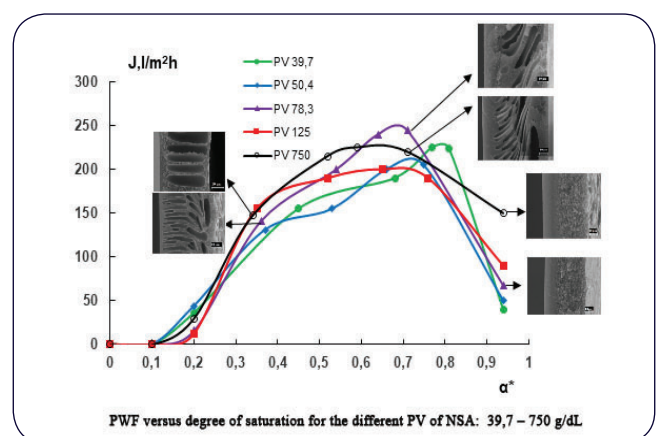 J,l/m²h
300
250
200
150
100
50
0
PV 39,7
PV 50,4
PV 78,3
PV 125
PV 750
0 0,1 0,2 0,3 0,4 0,5 0,6 0,7 0,8 0,9 1
α*
PWF versus degree of saturation for the different PV of NSA: 39,7 – 750 g/dL